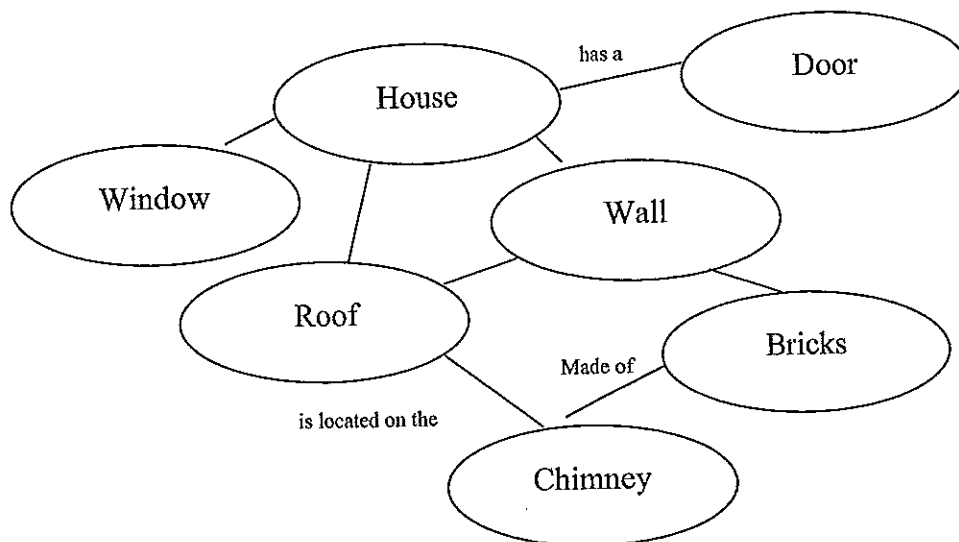 has a
Door
House
Window
Wall
Roof
Bricks
Made of
is located on the
Chimney